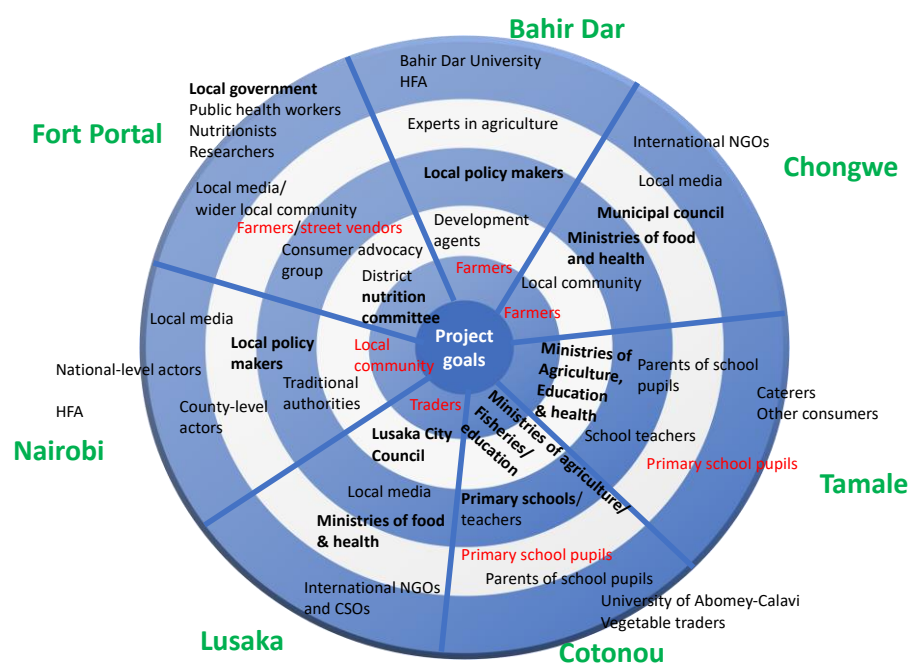 Bahir Dar
Bahir Dar University
HFA
Experts in agriculture
Local policy makers
Development
agents
Farmers
Chongwe
International NGOs
Local media
Municipal council
Ministries of food
and health
Local community
Farmers
Tamale
Ministries of
Agriculture,
Education
& health
Parents of school
pupils
School teachers
Caterers
Other consumers
Primary school pupils
Cotonou
Ministries of agriculture/
Fisheries/
education
Primary schools/
teachers
Primary school pupils
Parents of school pupils
University of Abomey-Calavi
Vegetable traders
Lusaka
Traders
Lusaka City
Council
Local media
Ministries of food
& health
International NGOs
and CSOs
Nairobi
Local media
National-level actors
HFA
County-level
actors
Local policy
makers
Traditional
authorities
Local
community
Fort Portal
Local government
Public health workers
Nutritionists
Researchers
Local media/
wider local community
Farmers/street vendors
Consumer advocacy
group
District
nutrition
committee
Project
goals